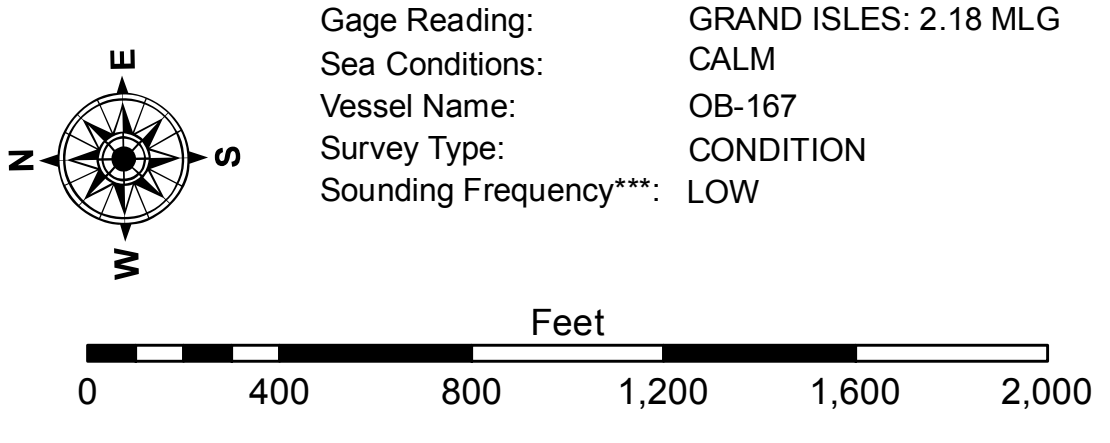 Gage Reading: GRAND ISLES: 2.18 MLG
Sea Conditions: CALM
Vessel Name: OB-167
Survey Type: CONDITION
Sounding Frequency***: LOW
E
N S
W
Feet
0 400 800 1,200 1,600 2,000